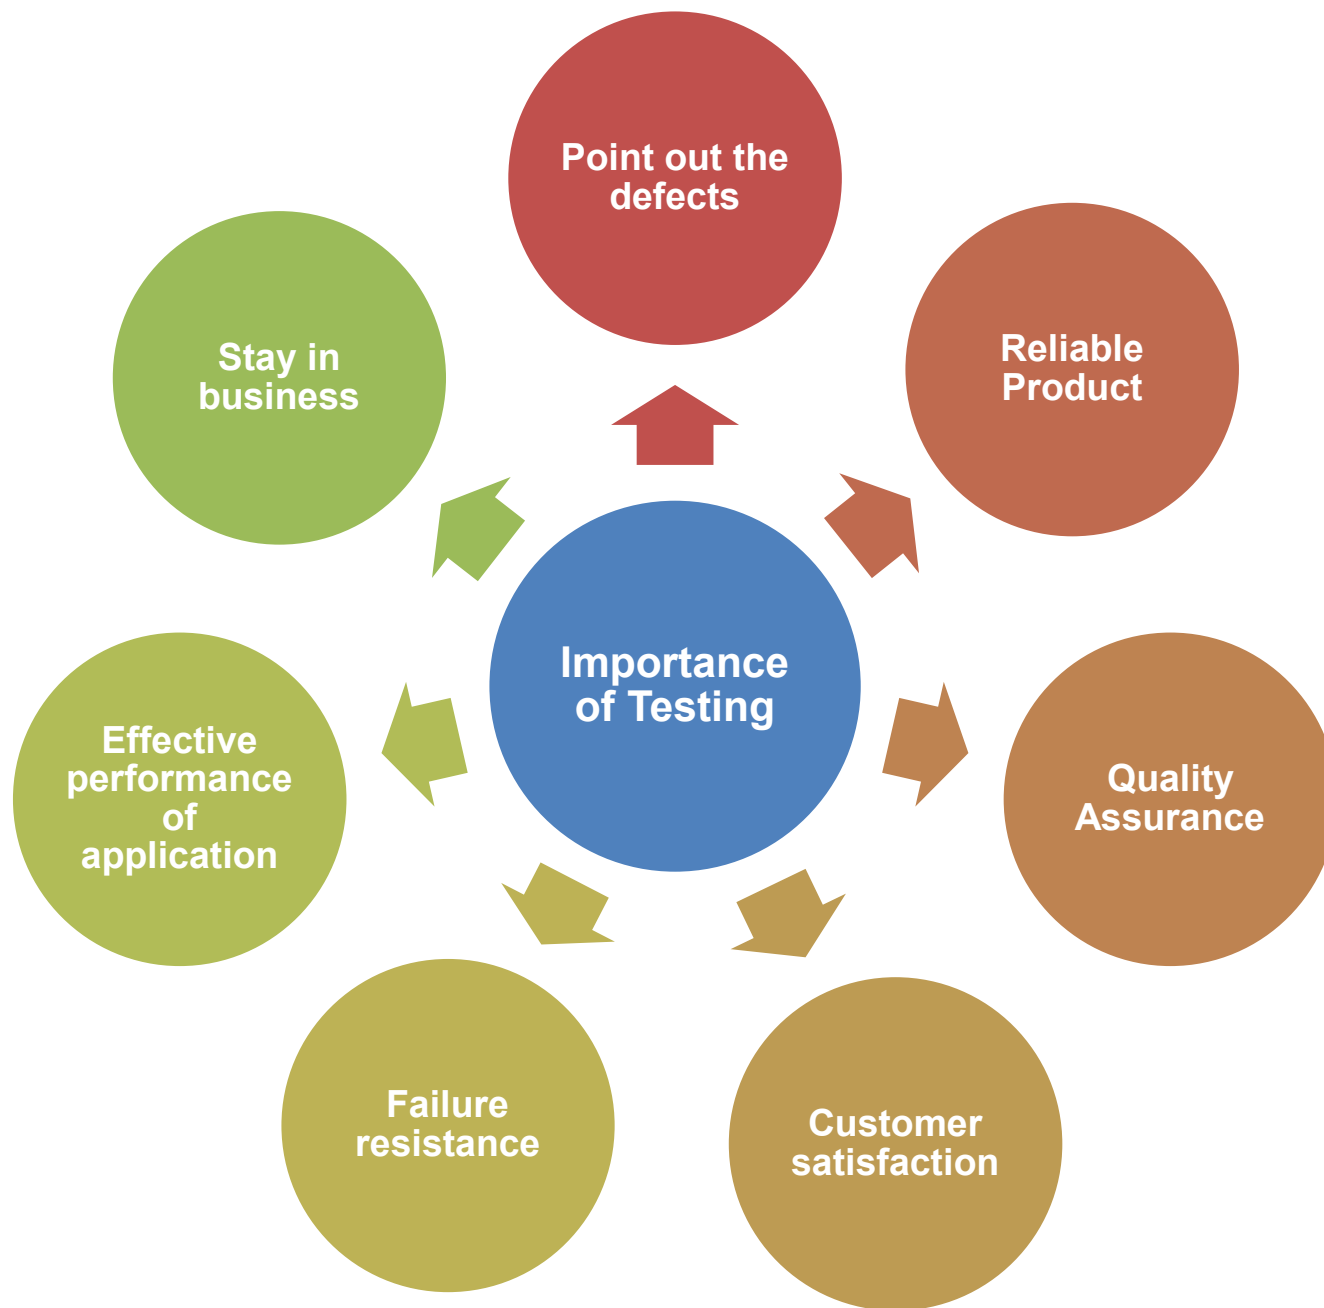 Point out the
defects
Reliable
Product
Quality
Assurance
Customer
satisfaction
Failure
resistance
Effective
performance
of
application
Stay in
business
Importance
of Testing